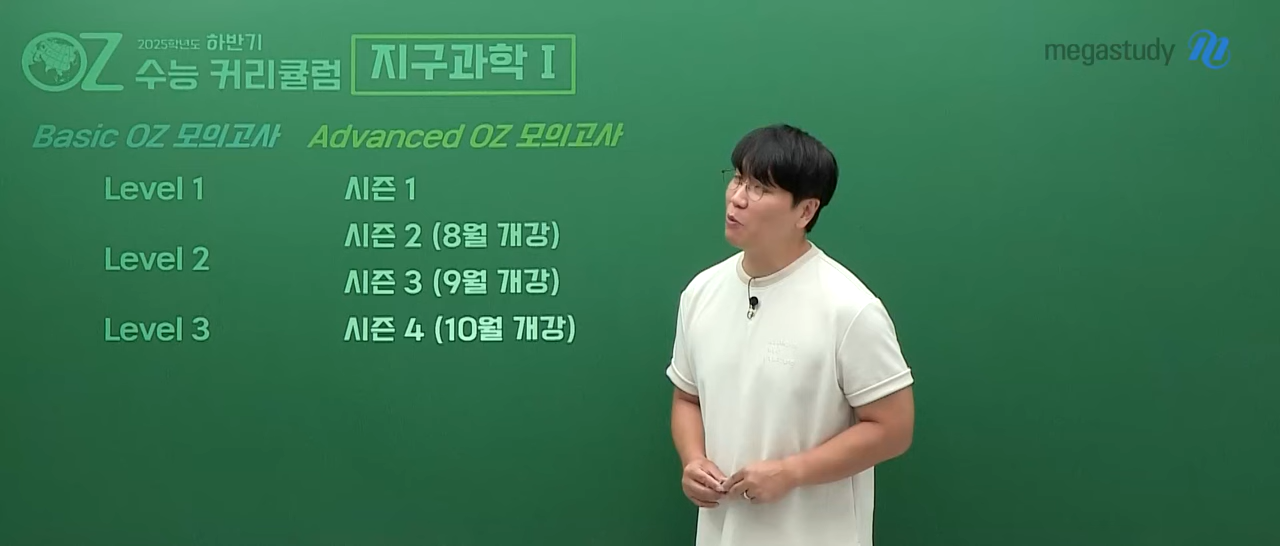 OZ 2025학년도 하반기
수능 커리큘럼 지구과학 I
megastudy
Basic OZ 모의고사 Advanced OZ 모의고사
Level 1 시즌 1
시즌 2 (8월 개강)
Level 2
시즌 3 (9월 개강)
Level 3 시즌 4 (10월 개강)